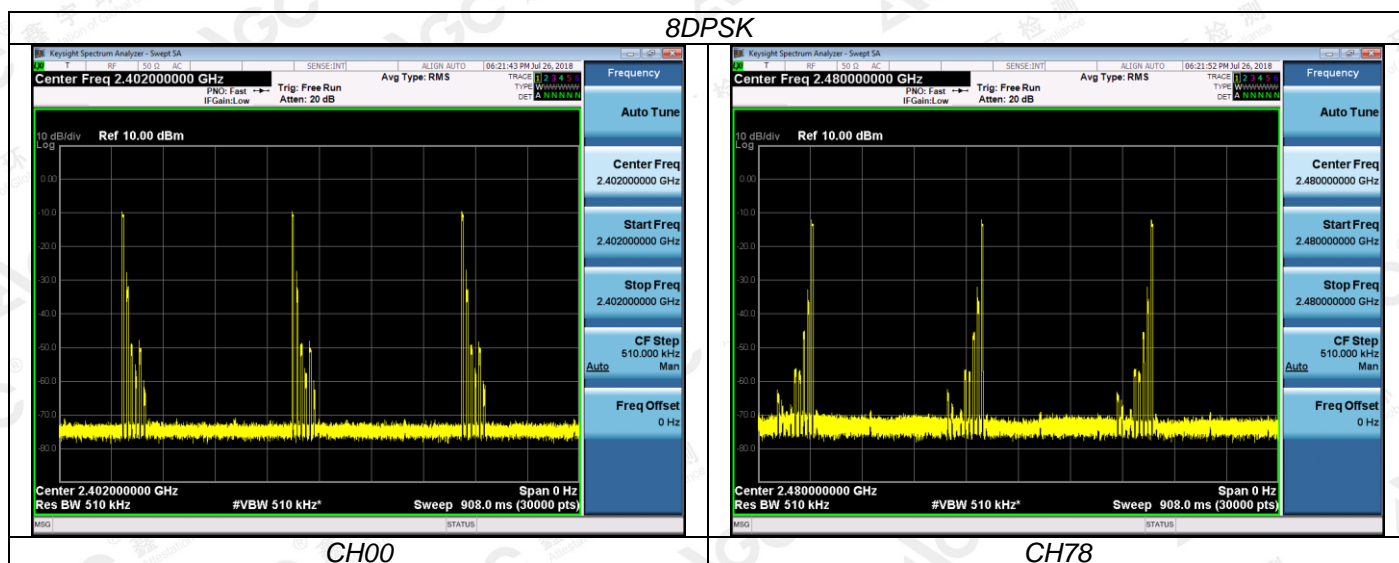 8DPSK
Keysight Spectrum Analyzer - Swept SA
T RF 50 Ω AC SENSE:INT ALIGN AUTO 06:21:43 PM Jul 26, 2018
Center Freq 2.402000000 GHz
Avg Type: RMS
TRACE 1 2 3 4 5 6
PNO: Fast
Trig: Free Run
TYPE WWWWWW
IFGain:Low
Atten: 20 dB
DET A N N N N N
10 dB/div
Log
Ref 10.00 dBm
0.00
-10.0
-20.0
-30.0
-40.0
-50.0
-60.0
-70.0
-80.0
Center 2.402000000 GHz
Span 0 Hz
Res BW 510 kHz
#VBW 510 kHz*
Sweep 908.0 ms (30000 pts)
MSG
STATUS
Frequency
Auto Tune
Center Freq
2.402000000 GHz
Start Freq
2.402000000 GHz
Stop Freq
2.402000000 GHz
CF Step
510.000 kHz
Auto Man
Freq Offset
0 Hz
CH00
Keysight Spectrum Analyzer - Swept SA
T RF 50 Ω AC SENSE:INT ALIGN AUTO 06:21:52 PM Jul 26, 2018
Center Freq 2.480000000 GHz
Avg Type: RMS
TRACE 1 2 3 4 5 6
PNO: Fast
Trig: Free Run
TYPE WWWWWW
IFGain:Low
Atten: 20 dB
DET A N N N N N
10 dB/div
Log
Ref 10.00 dBm
0.00
-10.0
-20.0
-30.0
-40.0
-50.0
-60.0
-70.0
-80.0
Center 2.480000000 GHz
Span 0 Hz
Res BW 510 kHz
#VBW 510 kHz*
Sweep 908.0 ms (30000 pts)
MSG
STATUS
Frequency
Auto Tune
Center Freq
2.480000000 GHz
Start Freq
2.480000000 GHz
Stop Freq
2.480000000 GHz
CF Step
510.000 kHz
Auto Man
Freq Offset
0 Hz
CH78